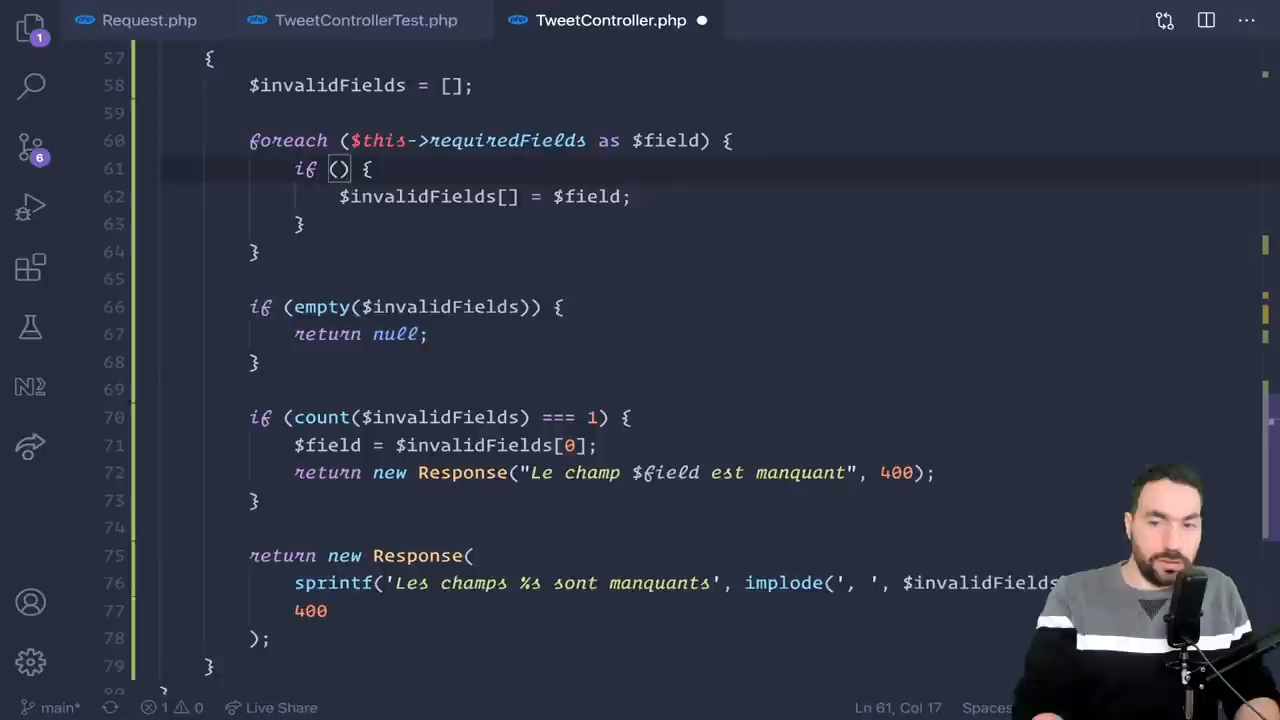 Request.php TweetControllerTest.php TweetController.php
1
57 {
58 $invalidFields = [];
59
60 foreach ($this->requiredFields as $field) {
61 if () {
62 $invalidFields[] = $field;
63 }
64 }
65
66 if (empty($invalidFields)) {
67 return null;
68 }
69
70 if (count($invalidFields) === 1) {
71 $field = $invalidFields[0];
72 return new Response("Le champ $field est manquant", 400);
73 }
74
75 return new Response(
76 sprintf('Les champs %s sont manquants', implode(', ', $invalidFields
77 400
78 );
79 }
6
main* 1 0 Live Share Ln 61, Col 17 Spaces